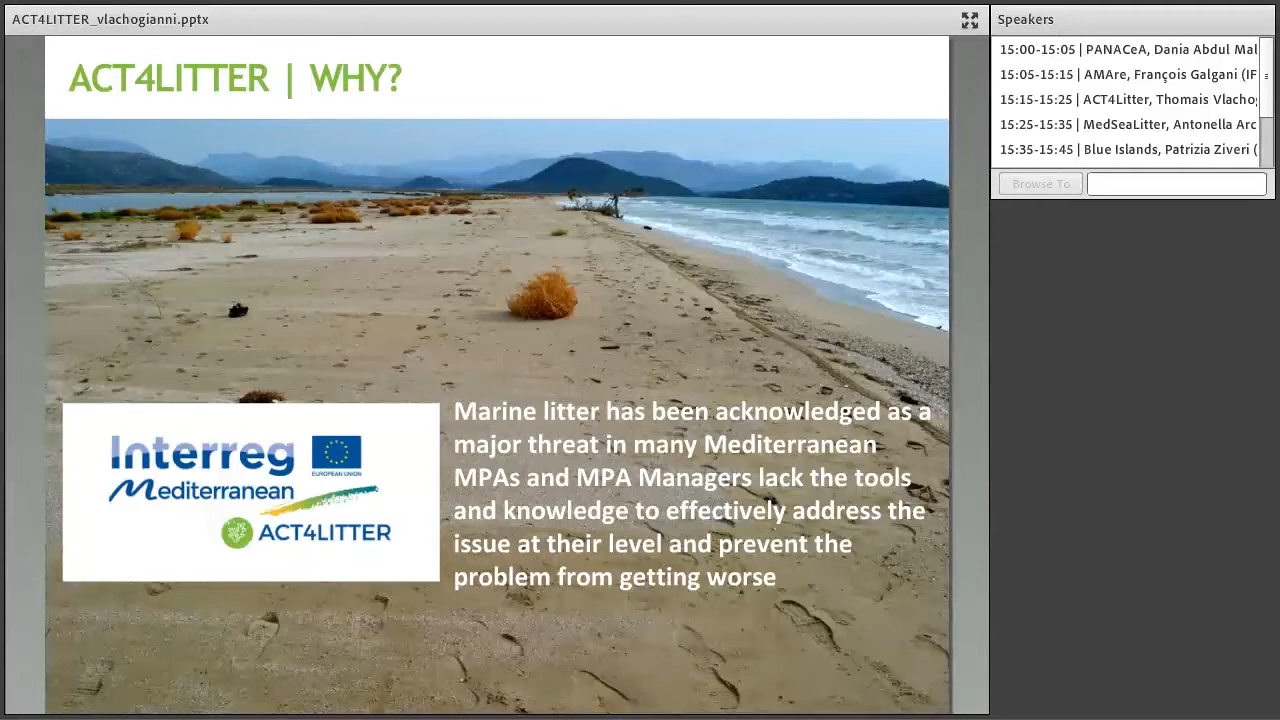 ACT4LITTER_vlachogianni.pptx
ACT4LITTER | WHY?
Interreg
EUROPEAN UNION
Mediterranean
ACT4LITTER
Marine litter has been acknowledged as a
major threat in many Mediterranean
MPAs and MPA Managers lack the tools
and knowledge to effectively address the
issue at their level and prevent the
problem from getting worse
Speakers
15:00-15:05 | PANACeA, Dania Abdul Mal
15:05-15:15 | AMAre, François Galgani (IF
15:15-15:25 | ACT4Litter, Thomais Vlacho
15:25-15:35 | MedSeaLitter, Antonella Arc
15:35-15:45 | Blue Islands, Patrizia Ziveri (
Browse To